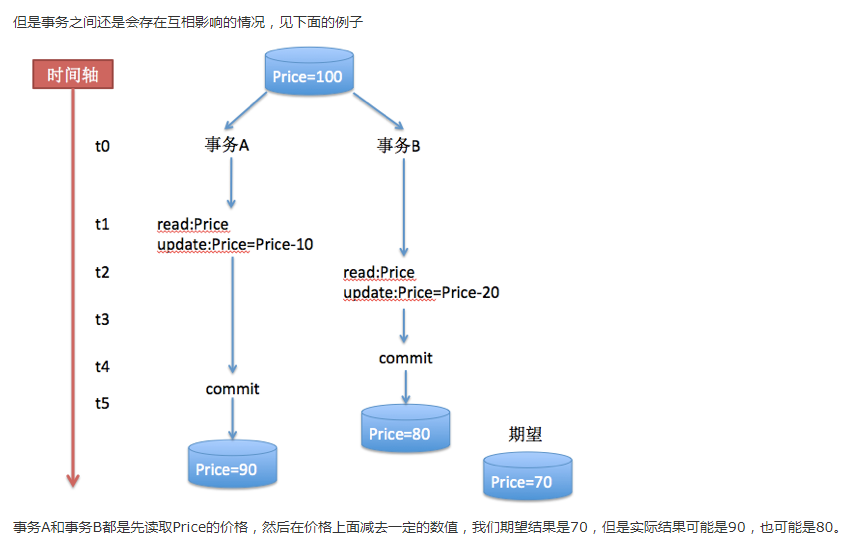 但是事务之间还是会存在互相影响的情况，见下面的例子
时间轴
Price=100
t0
事务A
事务B
t1
read:Price
update:Price=Price-10
t2
read:Price
update:Price=Price-20
t3
t4
commit
commit
t5
Price=80
期望
Price=90
Price=70
事务A和事务B都是先读取Price的价格，然后在价格上面减去一定的数值，我们期望结果是70，但是实际结果可能是90，也可能是80。